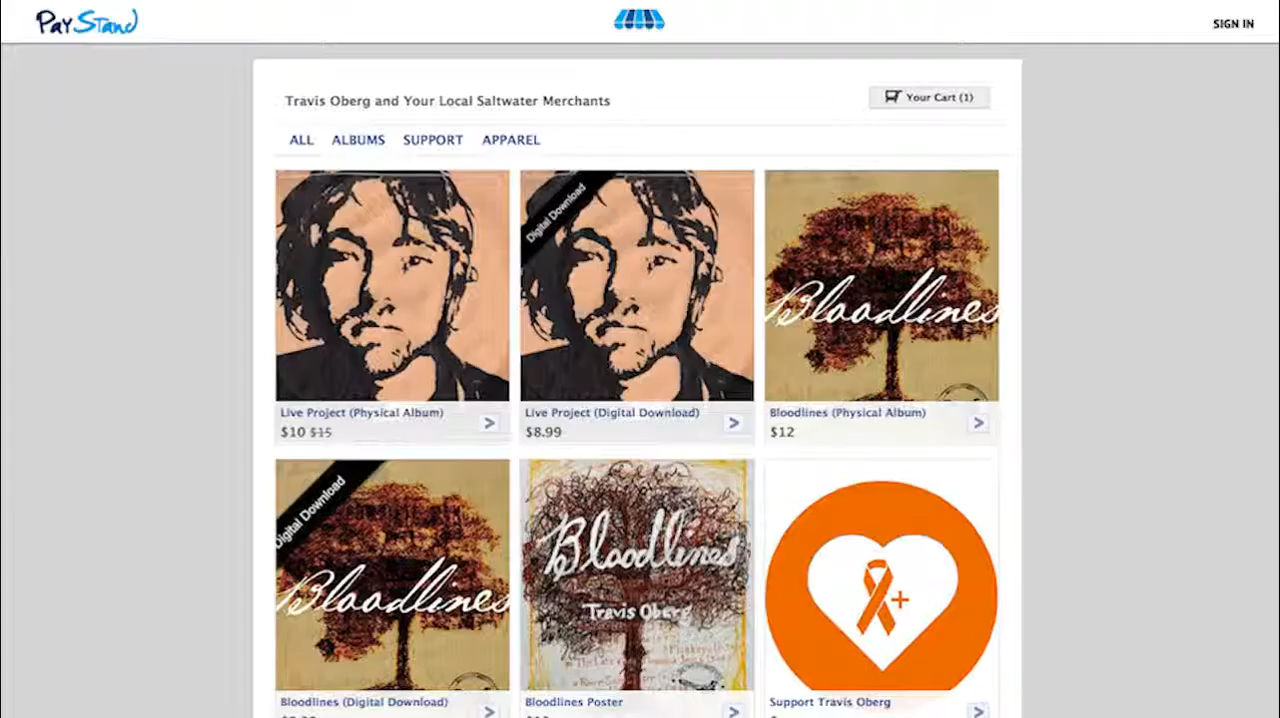 PayStand
SIGN IN
Travis Oberg and Your Local Saltwater Merchants
Your Cart (1)
ALL ALBUMS SUPPORT APPAREL
Digital Download
Bloodlines
Live Project (Physical Album)
$10 $15
Live Project (Digital Download)
$8.99
Bloodlines (Physical Album)
$12
Digital Download
Bloodlines
Bloodlines
Travis Oberg
Bloodlines (Digital Download)
Bloodlines Poster
Support Travis Oberg